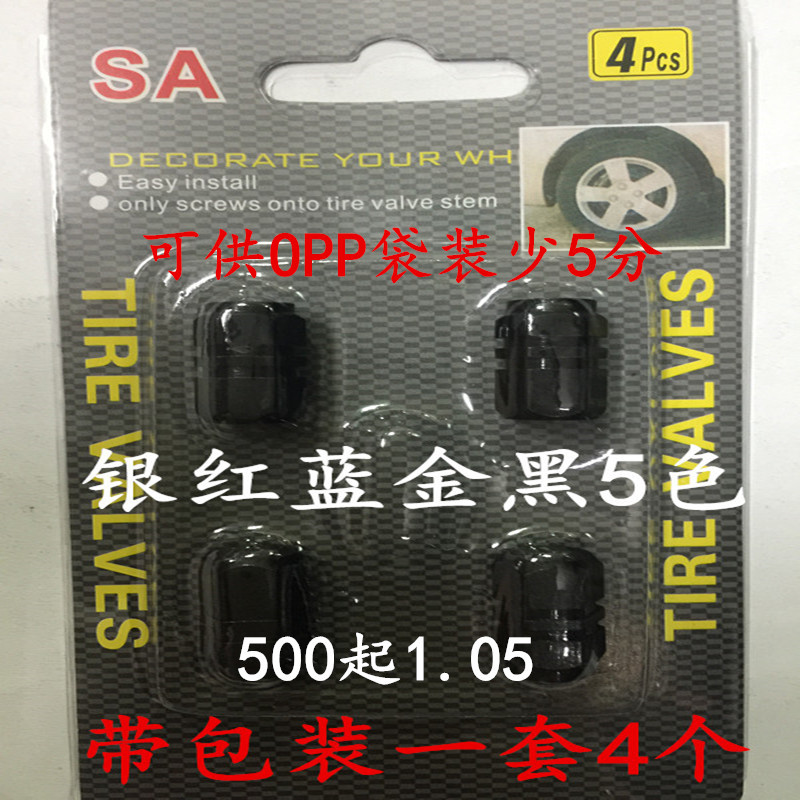 SA
4Pcs
DECORATE YOUR WH
Easy install
only screws onto tire valve stem
可供OPP袋装少5分
TIRE VALVES
TIRE VALVES
银红蓝金黑5色
500起1.05
带包装一套4个